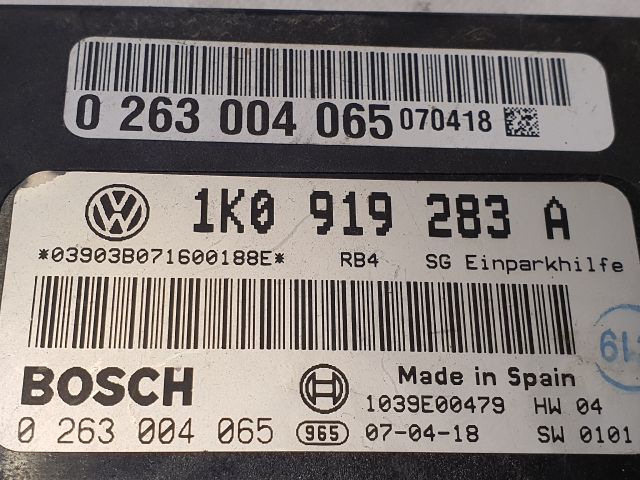 0 263 004 065 070418
1K0 919 283 A
*03903B071600188E* RB4 SG Einparkhilfe
BOSCH
Made in Spain
1039E00479 HW 04
0 263 004 065 965 07-04-18 SW 0101